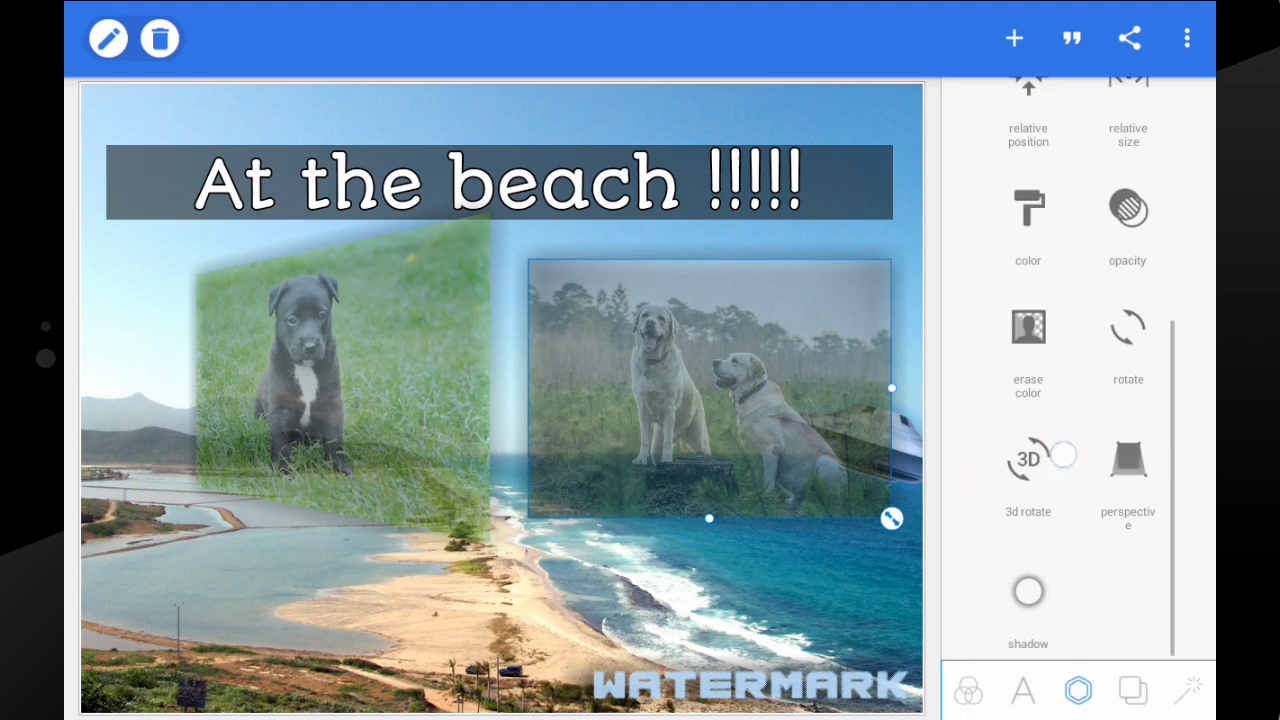 At the beach !!!!!
relative
position
relative
size
color
opacity
erase
color
rotate
3D
3d rotate
perspectiv
e
shadow
WATERMARK